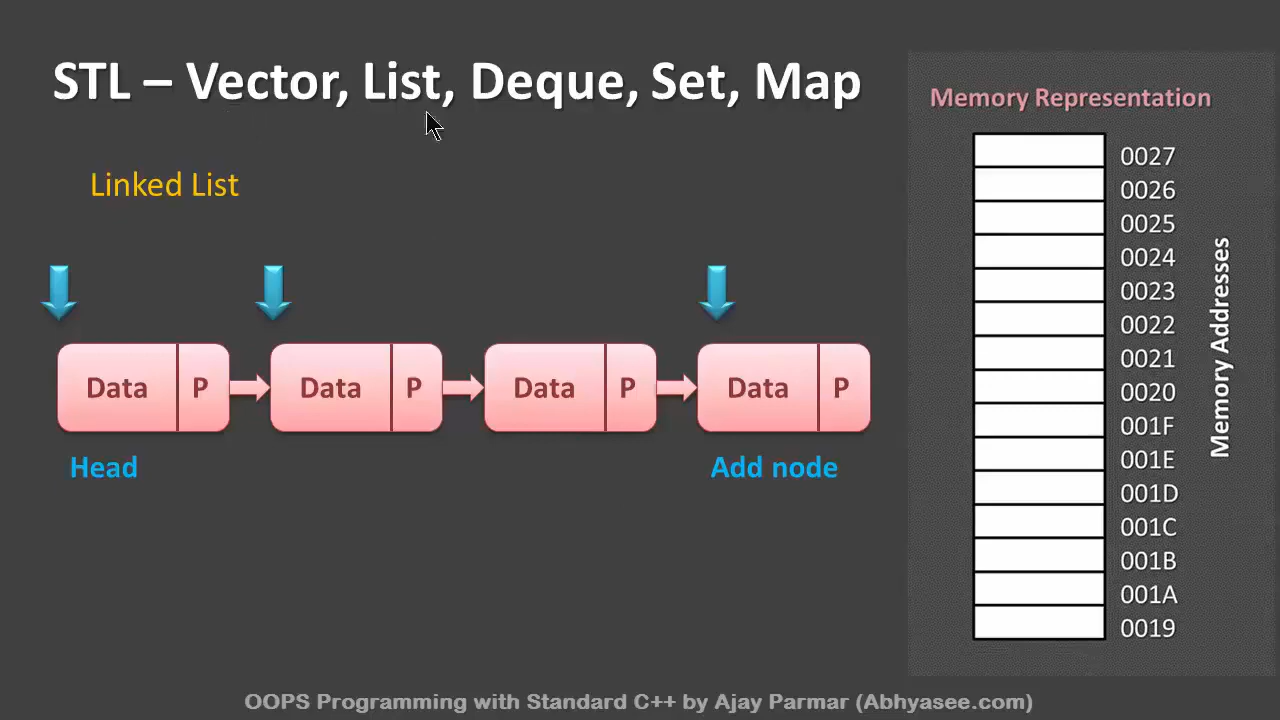 STL – Vector, List, Deque, Set, Map
Linked List
Data P
Data P
Data P
Data P
Head
Add node
Memory Representation
0027
0026
0025
0024
0023
0022
0021
0020
001F
001E
001D
001C
001B
001A
0019
Memory Addresses
OOPS Programming with Standard C++ by Ajay Parmar (Abhyasee.com)